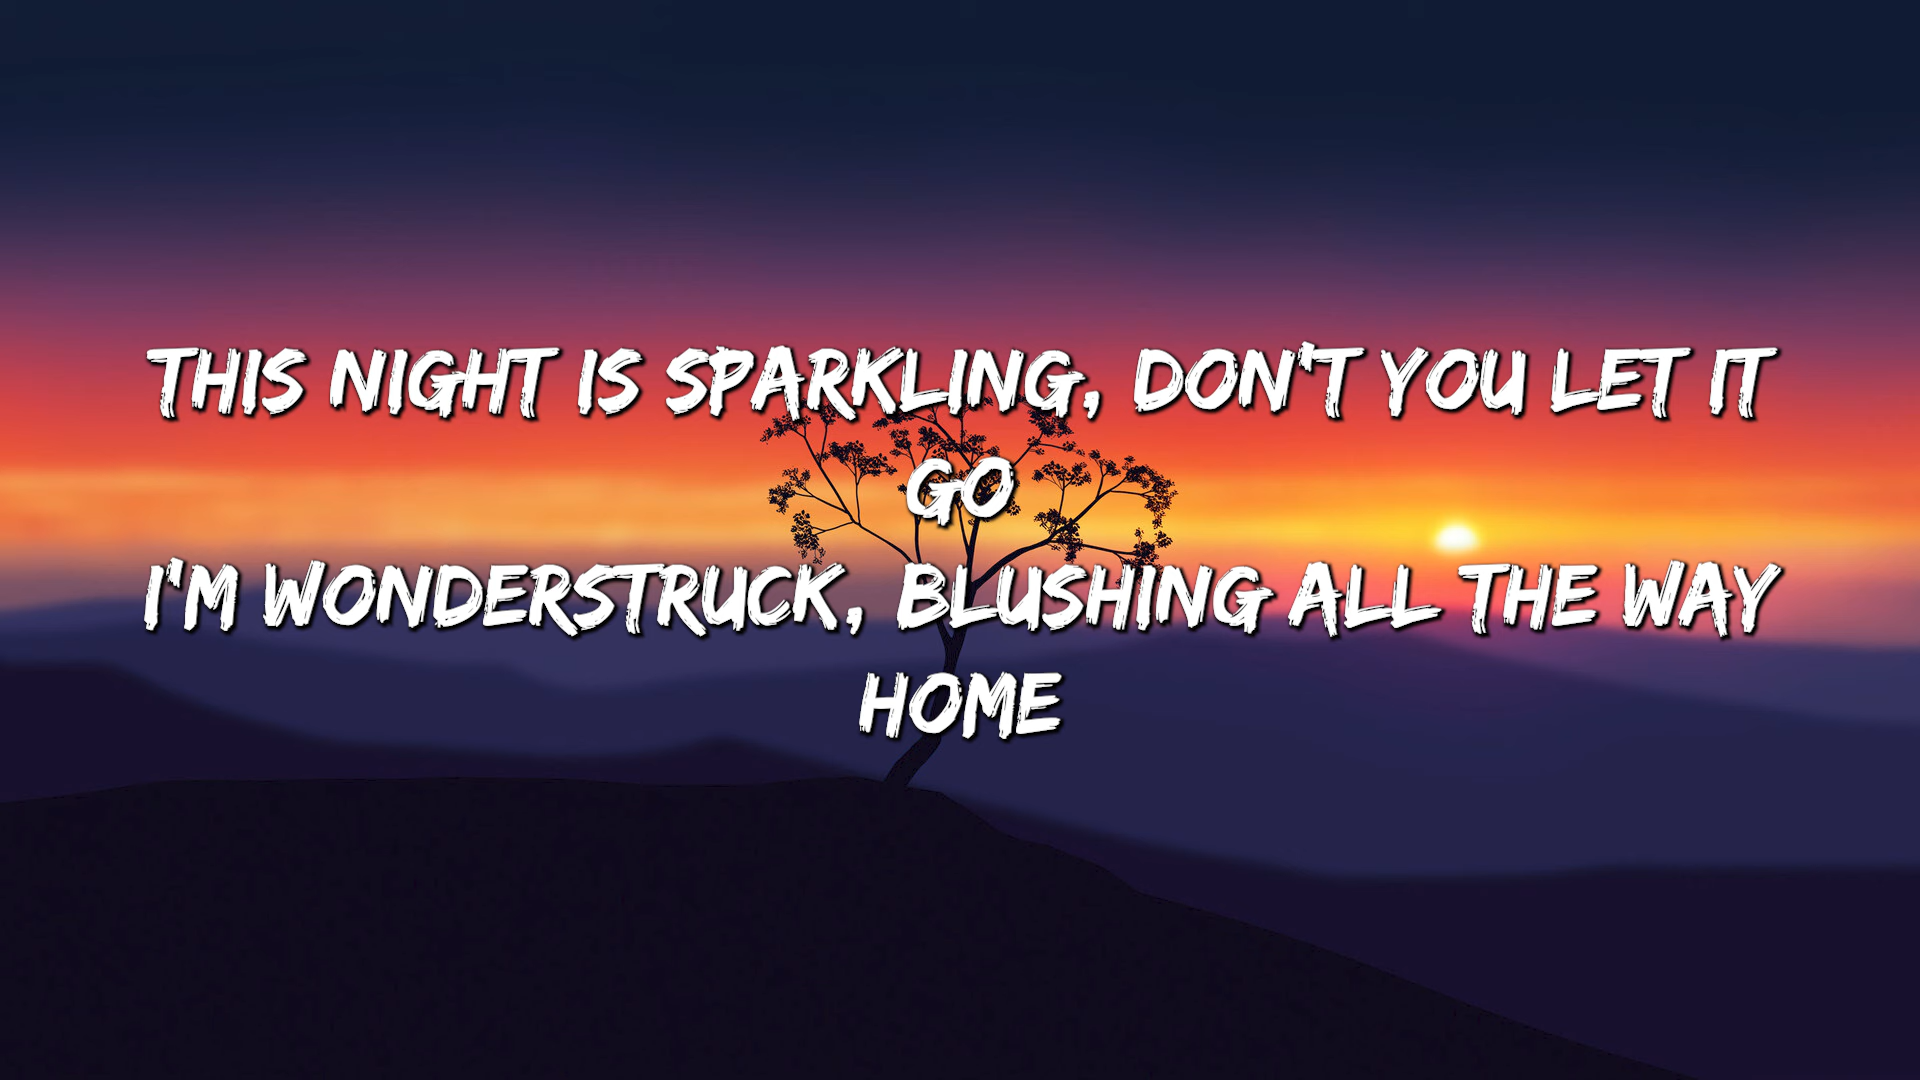 THIS NIGHT IS SPARKLING, DON'T YOU LET IT
GO
I'M WONDERSTRUCK, BLUSHING ALL THE WAY
HOME